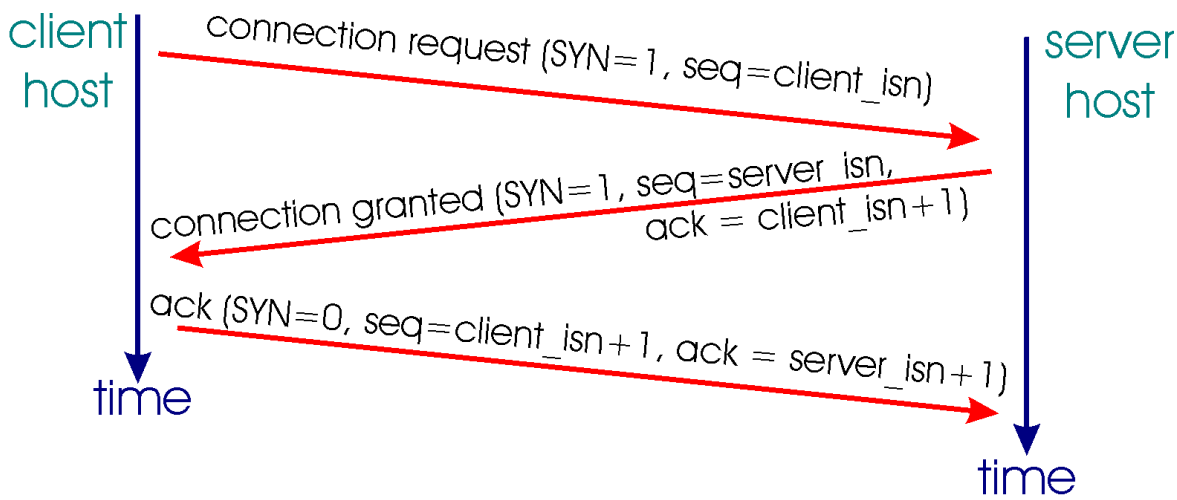 client
host
connection request (SYN=1, seq=client_isn)
server
host
connection granted (SYN=1, seq=server_isn,
ack = client_isn+1)
ack (SYN=0, seq=client_isn+1, ack = server_isn+1)
time
time